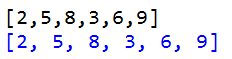 [2,5,8,3,6,9]
[2, 5, 8, 3, 6, 9]